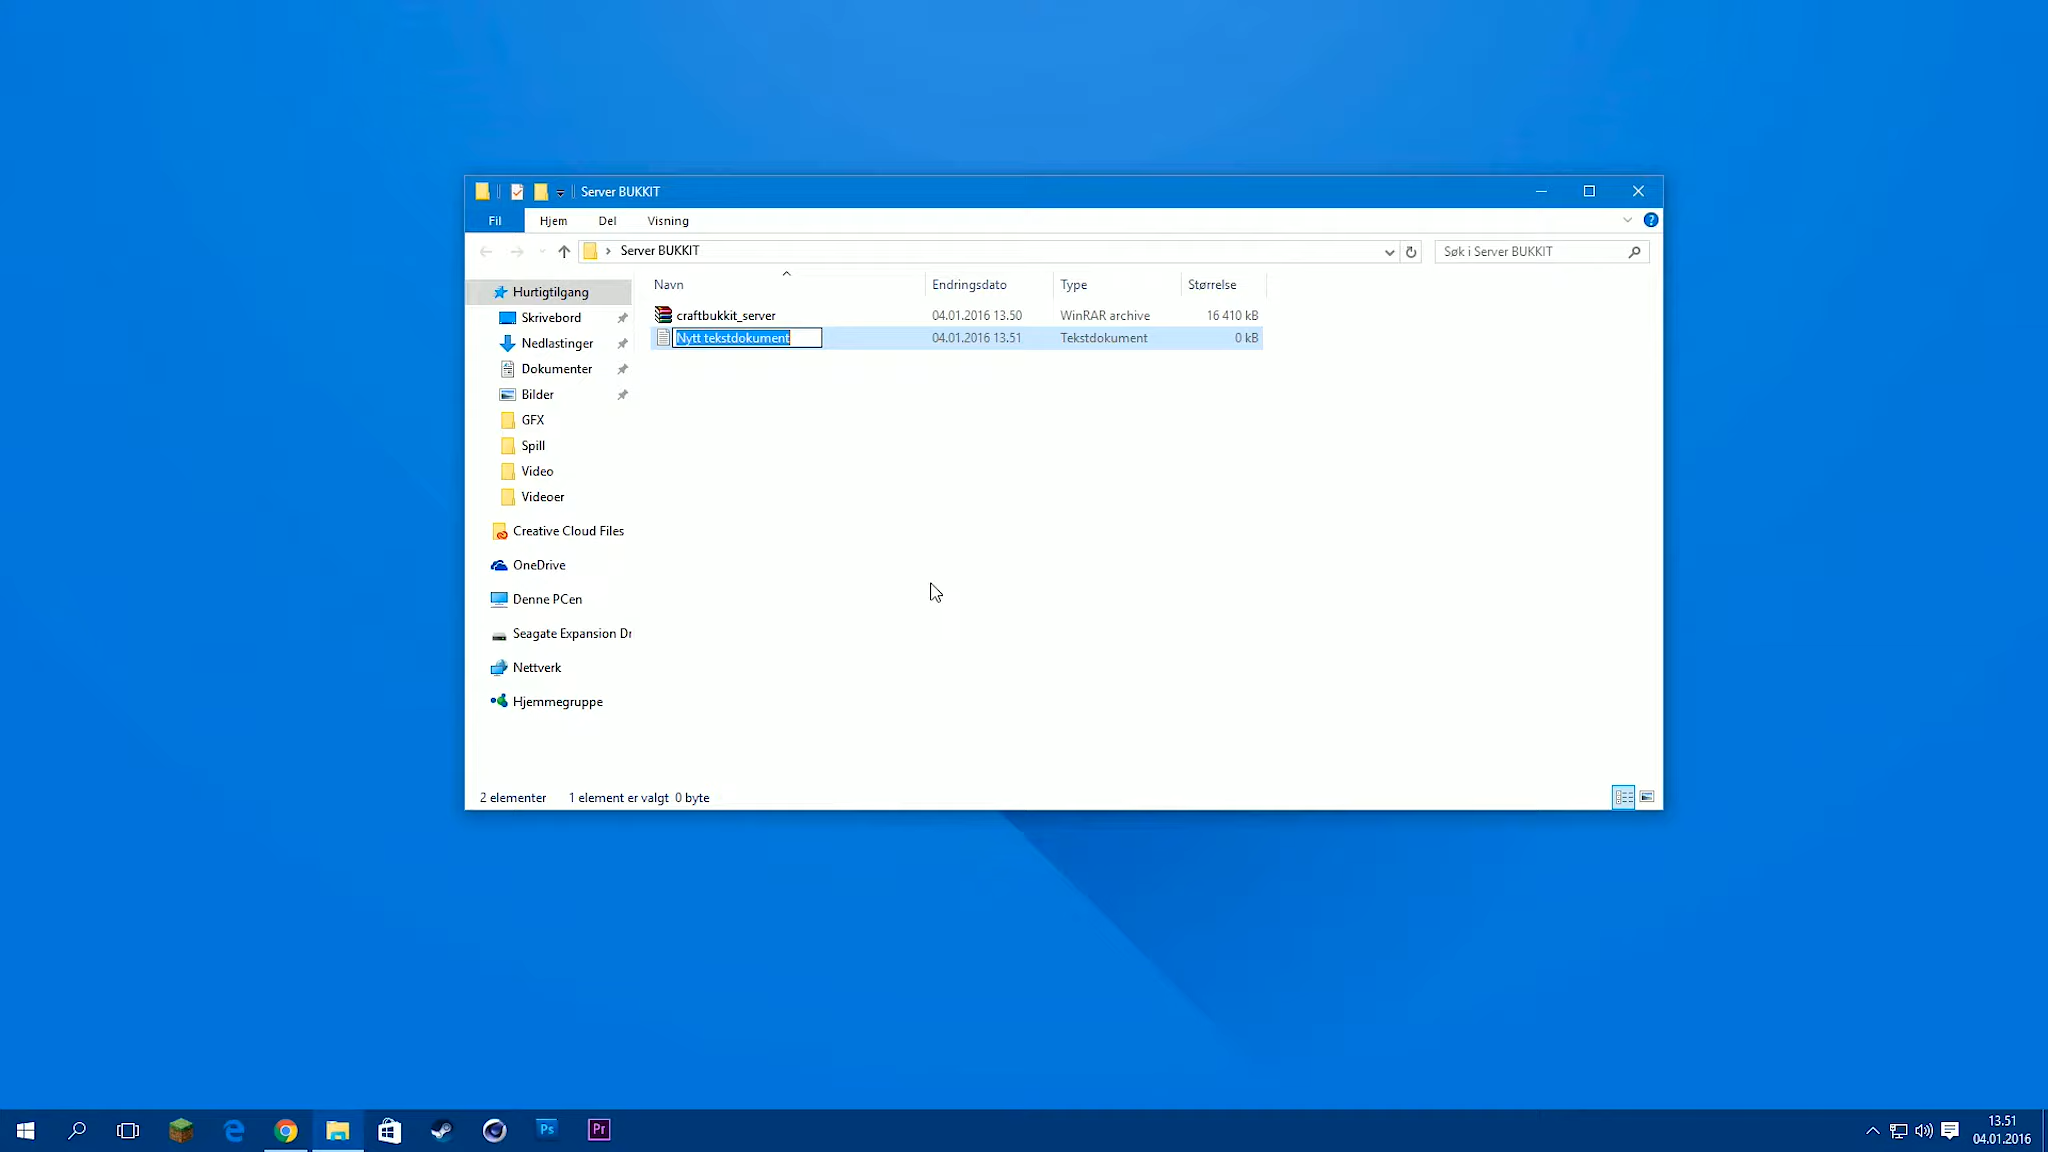 Server BUKKIT
Fil Hjem Del Visning
Server BUKKIT Søk i Server BUKKIT
Navn Endringsdato Type Størrelse
craftbukkit_server 04.01.2016 13.50 WinRAR archive 16 410 kB
Nytt tekstdokument 04.01.2016 13.51 Tekstdokument 0 kB
Hurtigtilgang
Skrivebord
Nedlastinger
Dokumenter
Bilder
GFX
Spill
Video
Videoer
Creative Cloud Files
OneDrive
Denne PCen
Seagate Expansion Dr
Nettverk
Hjemmegruppe
2 elementer 1 element er valgt 0 byte
Ps Pr
13.51
04.01.2016